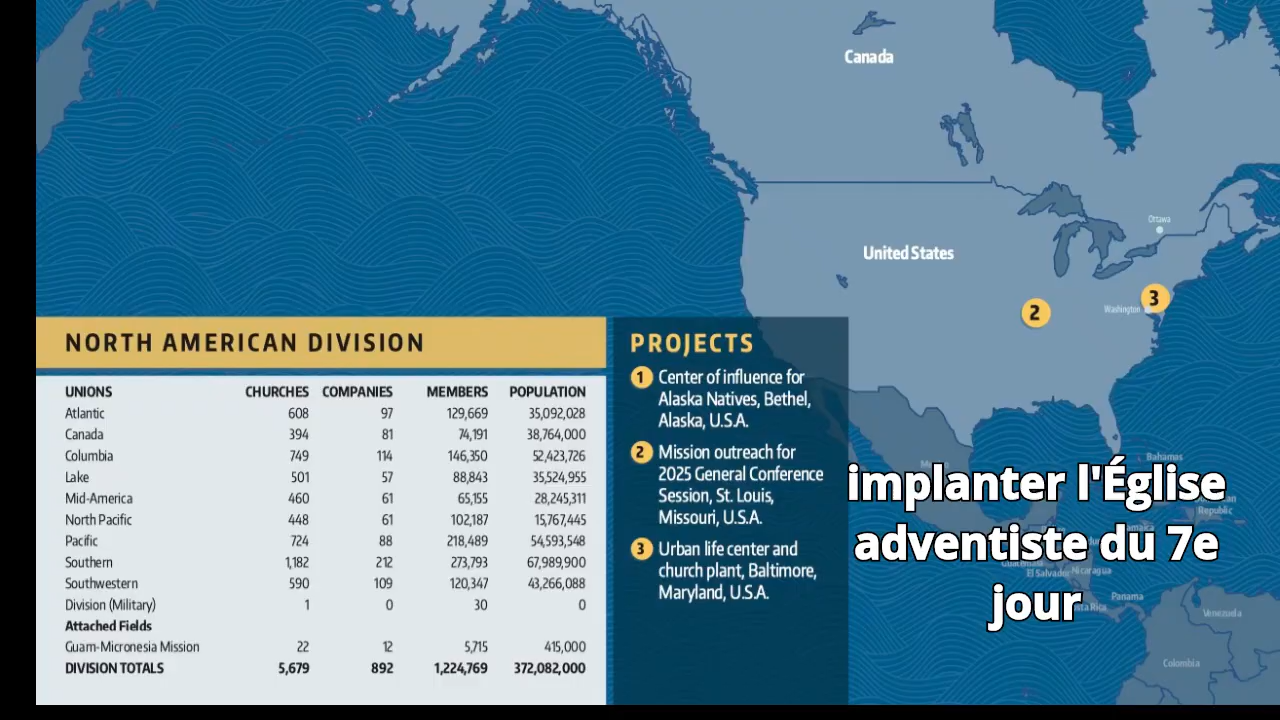 Canada
Ottawa
United States
2
3
Washington
NORTH AMERICAN DIVISION
UNIONS CHURCHES COMPANIES MEMBERS POPULATION
Atlantic 608 97 129,669 35,092,028
Canada 394 81 74,191 38,764,000
Columbia 749 114 146,350 52,423,726
Lake 501 57 88,843 35,524,955
Mid-America 460 61 65,155 28,245,311
North Pacific 448 61 102,187 15,767,445
Pacific 724 88 218,489 54,593,548
Southern 1,182 212 273,793 67,989,900
Southwestern 590 109 120,347 43,266,088
Division (Military) 1 0 30 0
Attached Fields
Guam-Micronesia Mission 22 12 5,715 415,000
DIVISION TOTALS 5,679 892 1,224,769 372,082,000
PROJECTS
1 Center of influence for
Alaska Natives, Bethel,
Alaska, U.S.A.
2 Mission outreach for
2025 General Conference
Session, St. Louis,
Missouri, U.S.A.
3 Urban life center and
church plant, Baltimore,
Maryland, U.S.A.
Bahamas
implanter l'Église
adventiste du 7e
jour
Republic
El Salvador
Nicaragua
Panama
Venezuela
Colombia